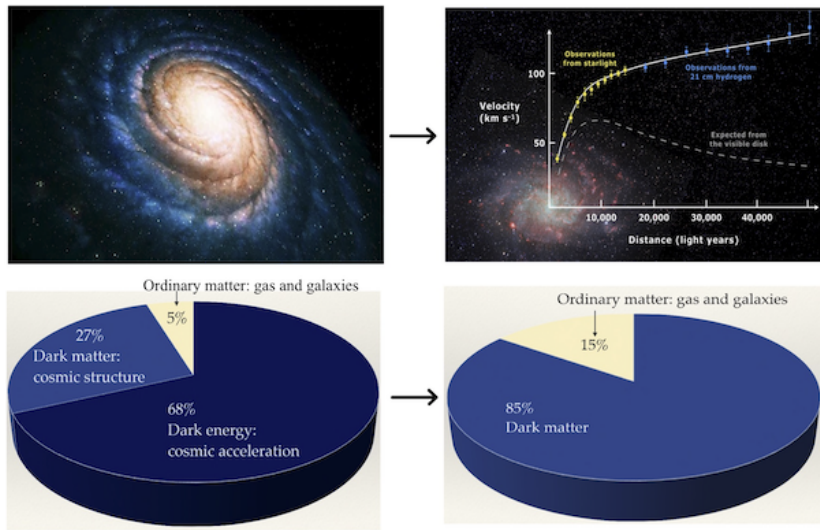 Observations
from starlight
Observations from
21 cm hydrogen
100
Velocity
(km s⁻¹)
50
Expected from
the visible disk
10,000
20,000
30,000
40,000
Distance (light years)
Ordinary matter: gas and galaxies
5%
27%
Dark matter:
cosmic structure
68%
Dark energy:
cosmic acceleration
Ordinary matter: gas and galaxies
15%
85%
Dark matter